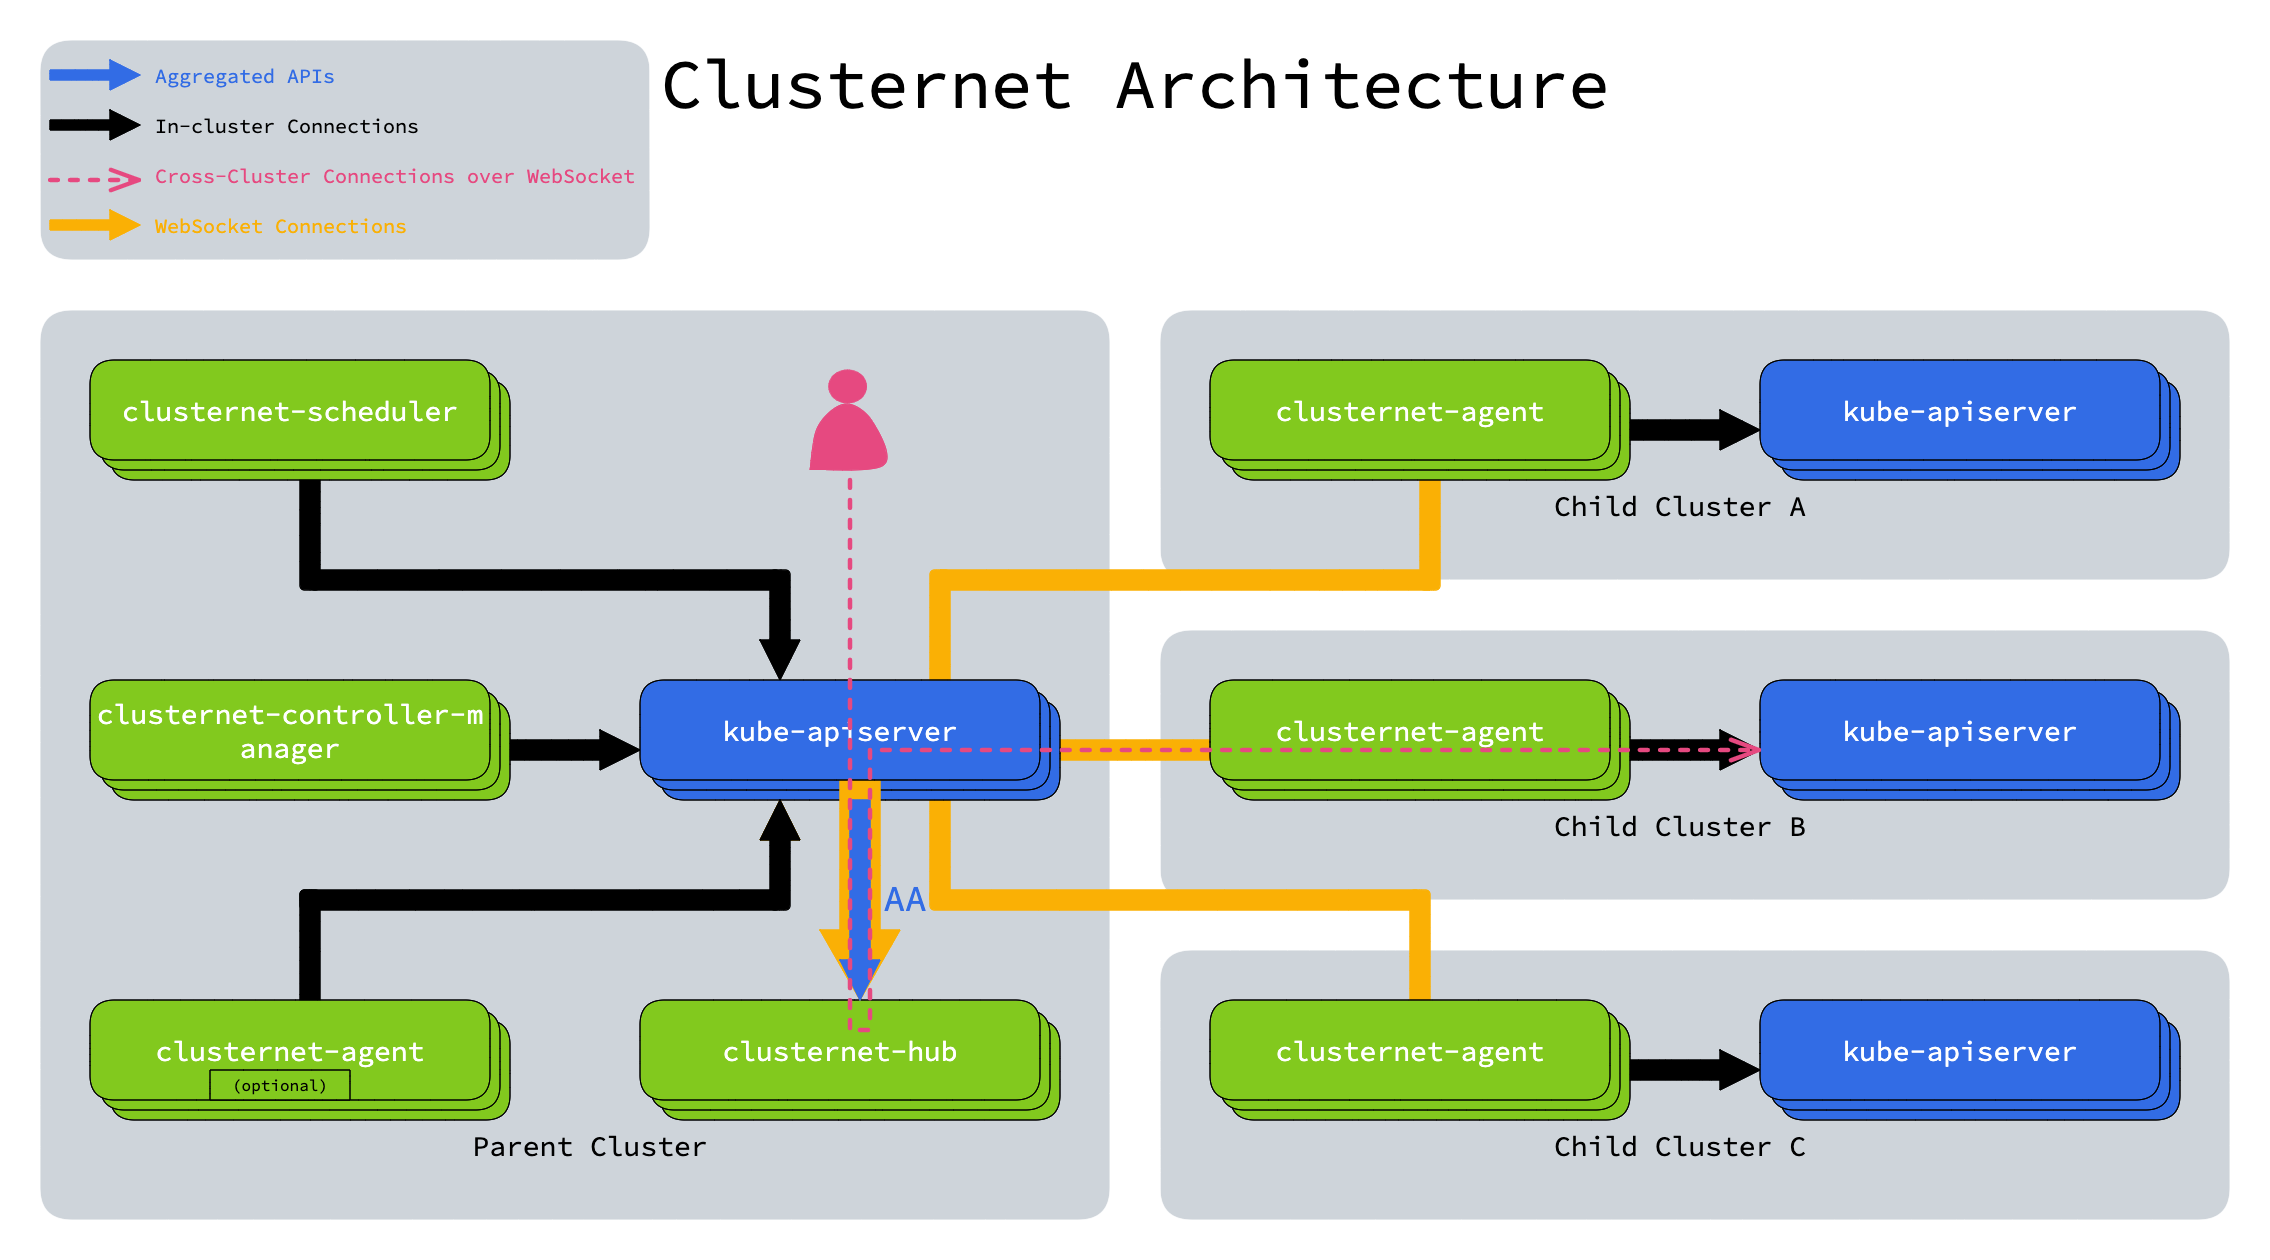 Clusternet Architecture
Aggregated APIs
In-cluster Connections
Cross-Cluster Connections over WebSocket
WebSocket Connections
clusternet-scheduler
clusternet-controller-m
anager
kube-apiserver
AA
clusternet-agent
(optional)
clusternet-hub
Parent Cluster
clusternet-agent
kube-apiserver
Child Cluster A
clusternet-agent
kube-apiserver
Child Cluster B
clusternet-agent
kube-apiserver
Child Cluster C